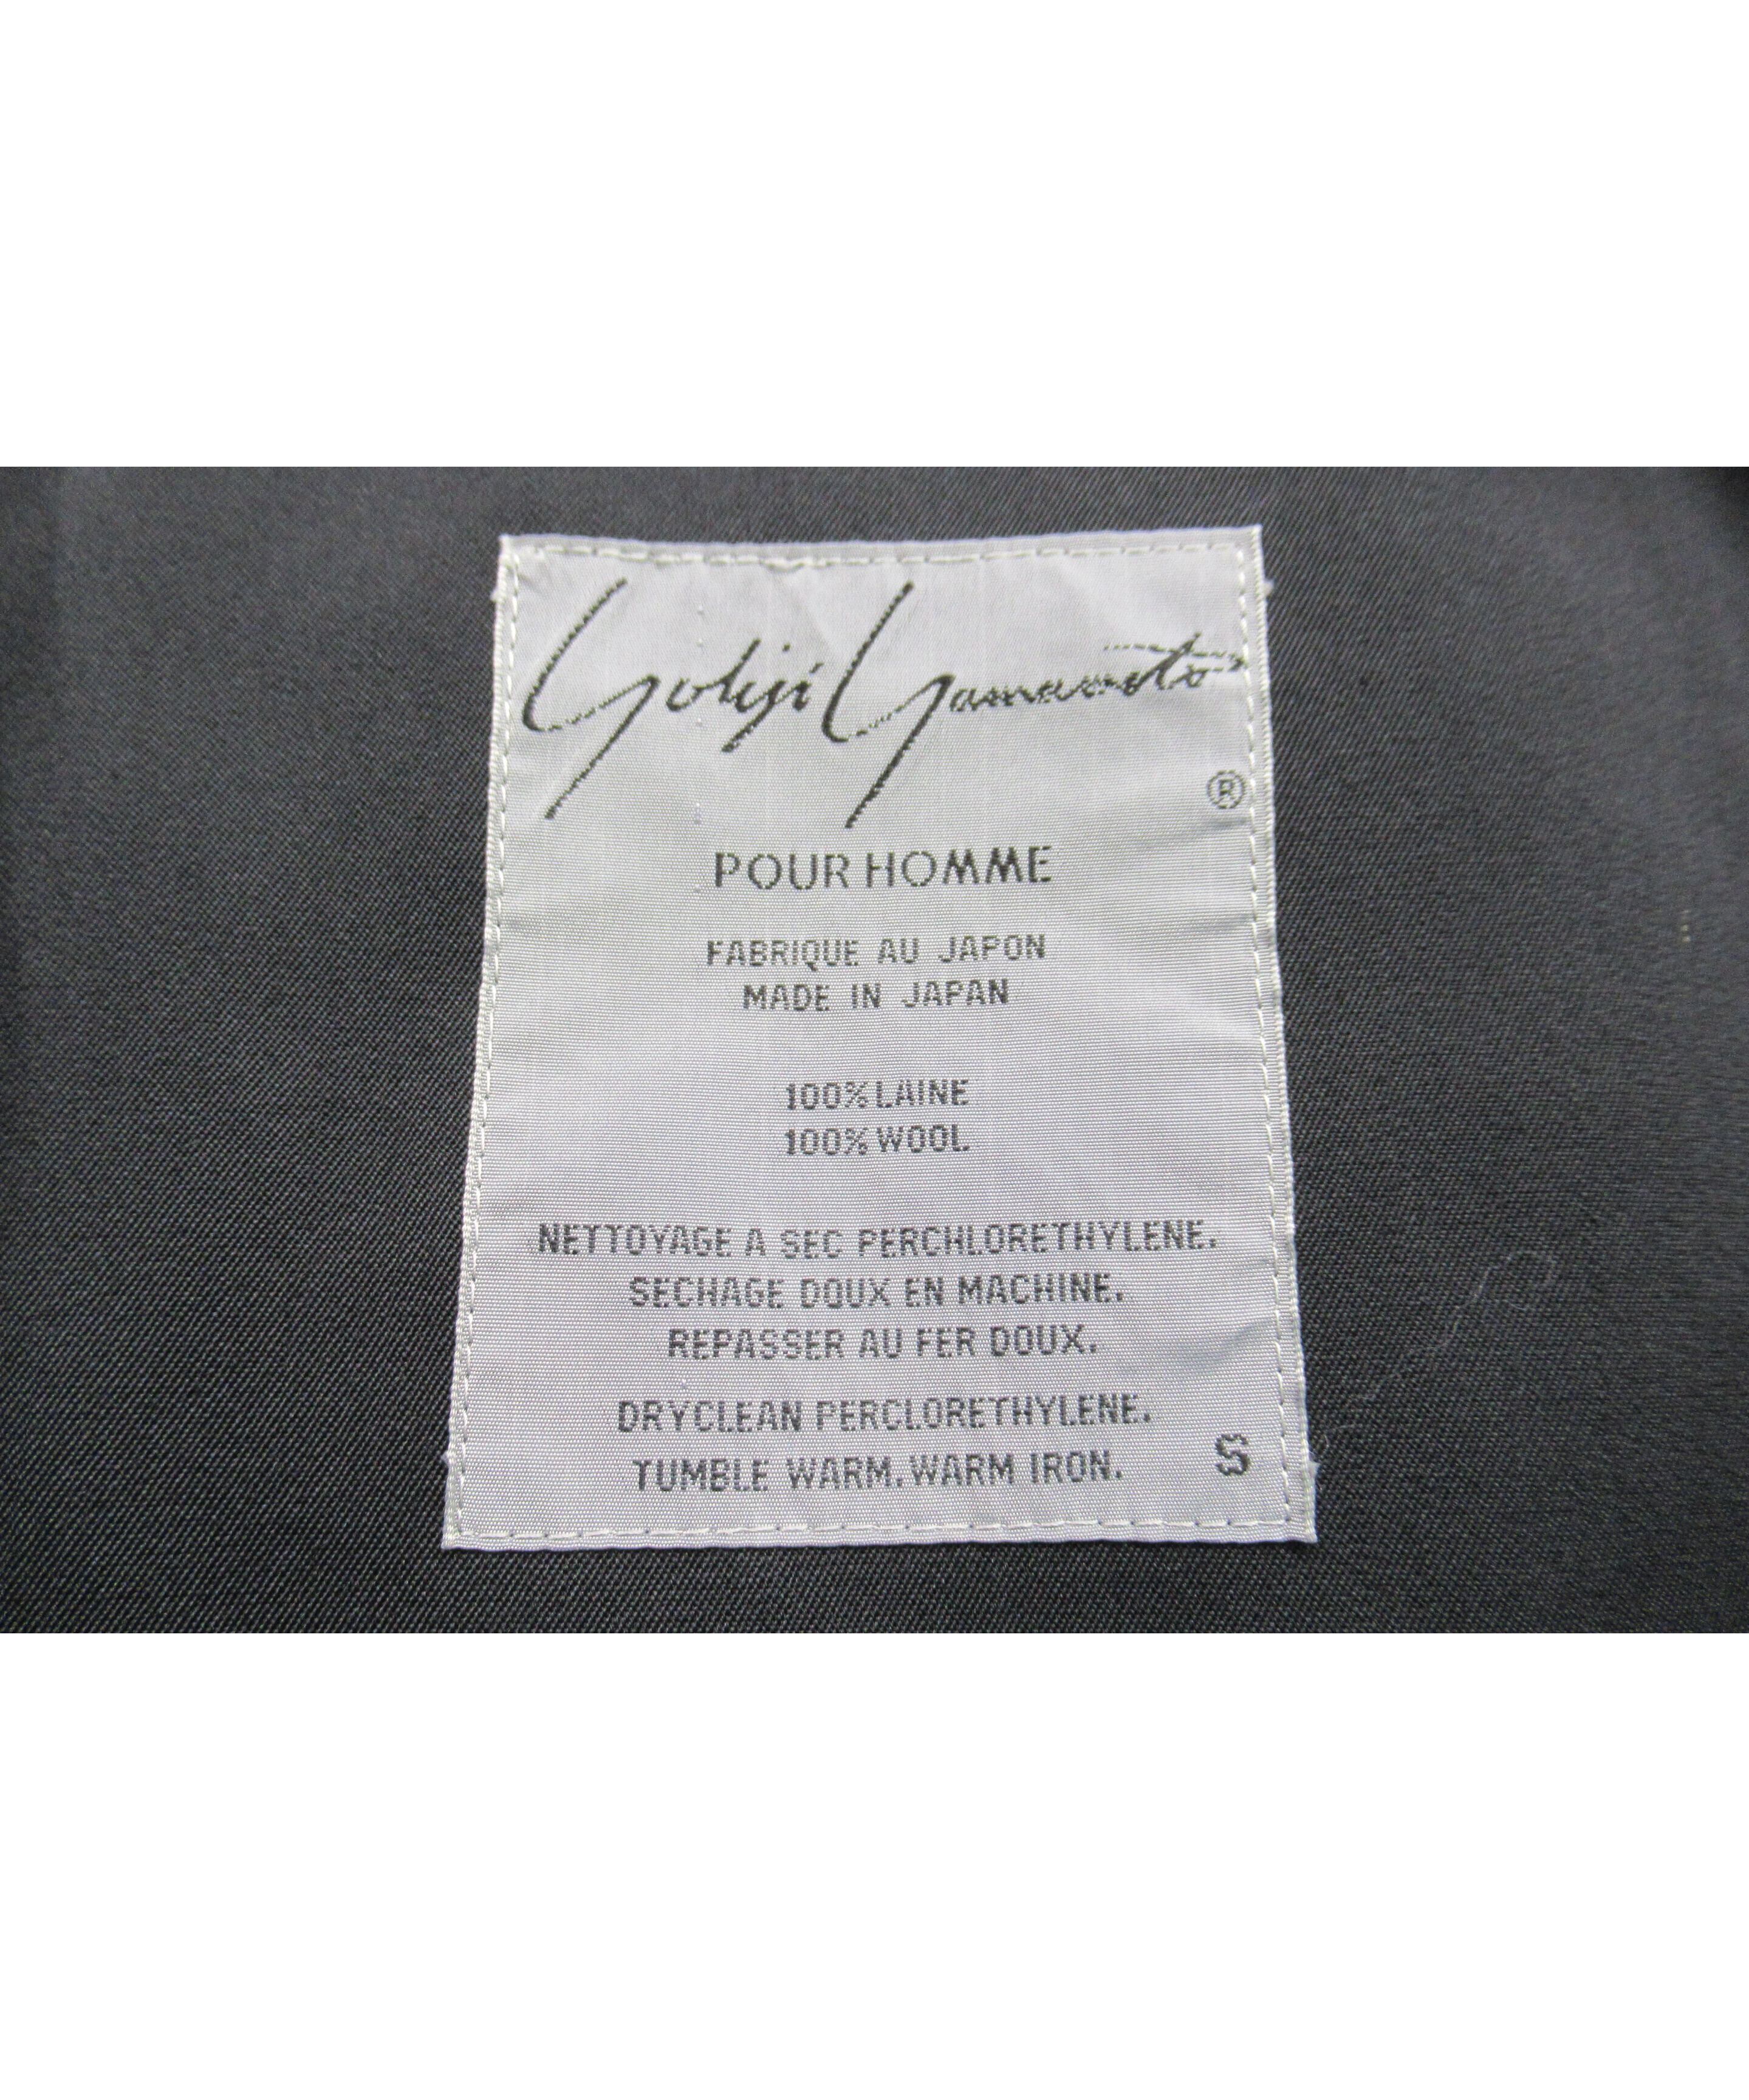 Yohji Yamamoto
®
POUR HOMME
FABRIQUE AU JAPON
MADE IN JAPAN
100% LAINE
100% WOOL
NETTOYAGE A SEC PERCHLORETHYLENE.
SECHAGE DOUX EN MACHINE.
REPASSER AU FER DOUX.
DRYCLEAN PERCLORETHYLENE.
TUMBLE WARM. WARM IRON. S